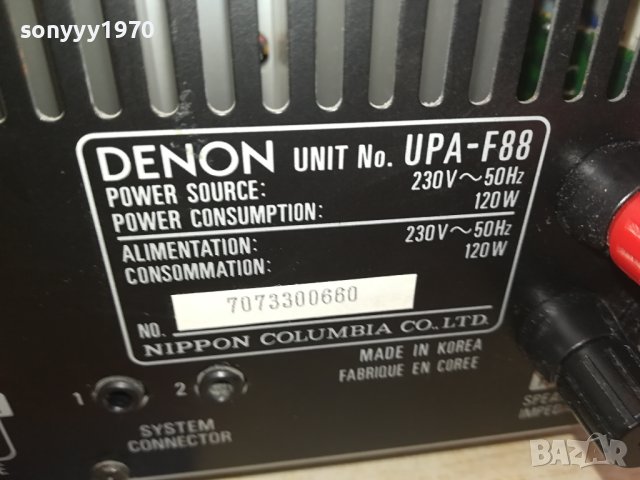 sonyyy1970
DENON UNIT No. UPA-F88
POWER SOURCE: 230V~50Hz
POWER CONSUMPTION: 120W
ALIMENTATION: 230V~50Hz
CONSOMMATION: 120W
NO. 7073300660
NIPPON COLUMBIA CO., LTD.
MADE IN KOREA
FABRIQUE EN COREE
1 2
SYSTEM
CONNECTOR
BAZAR